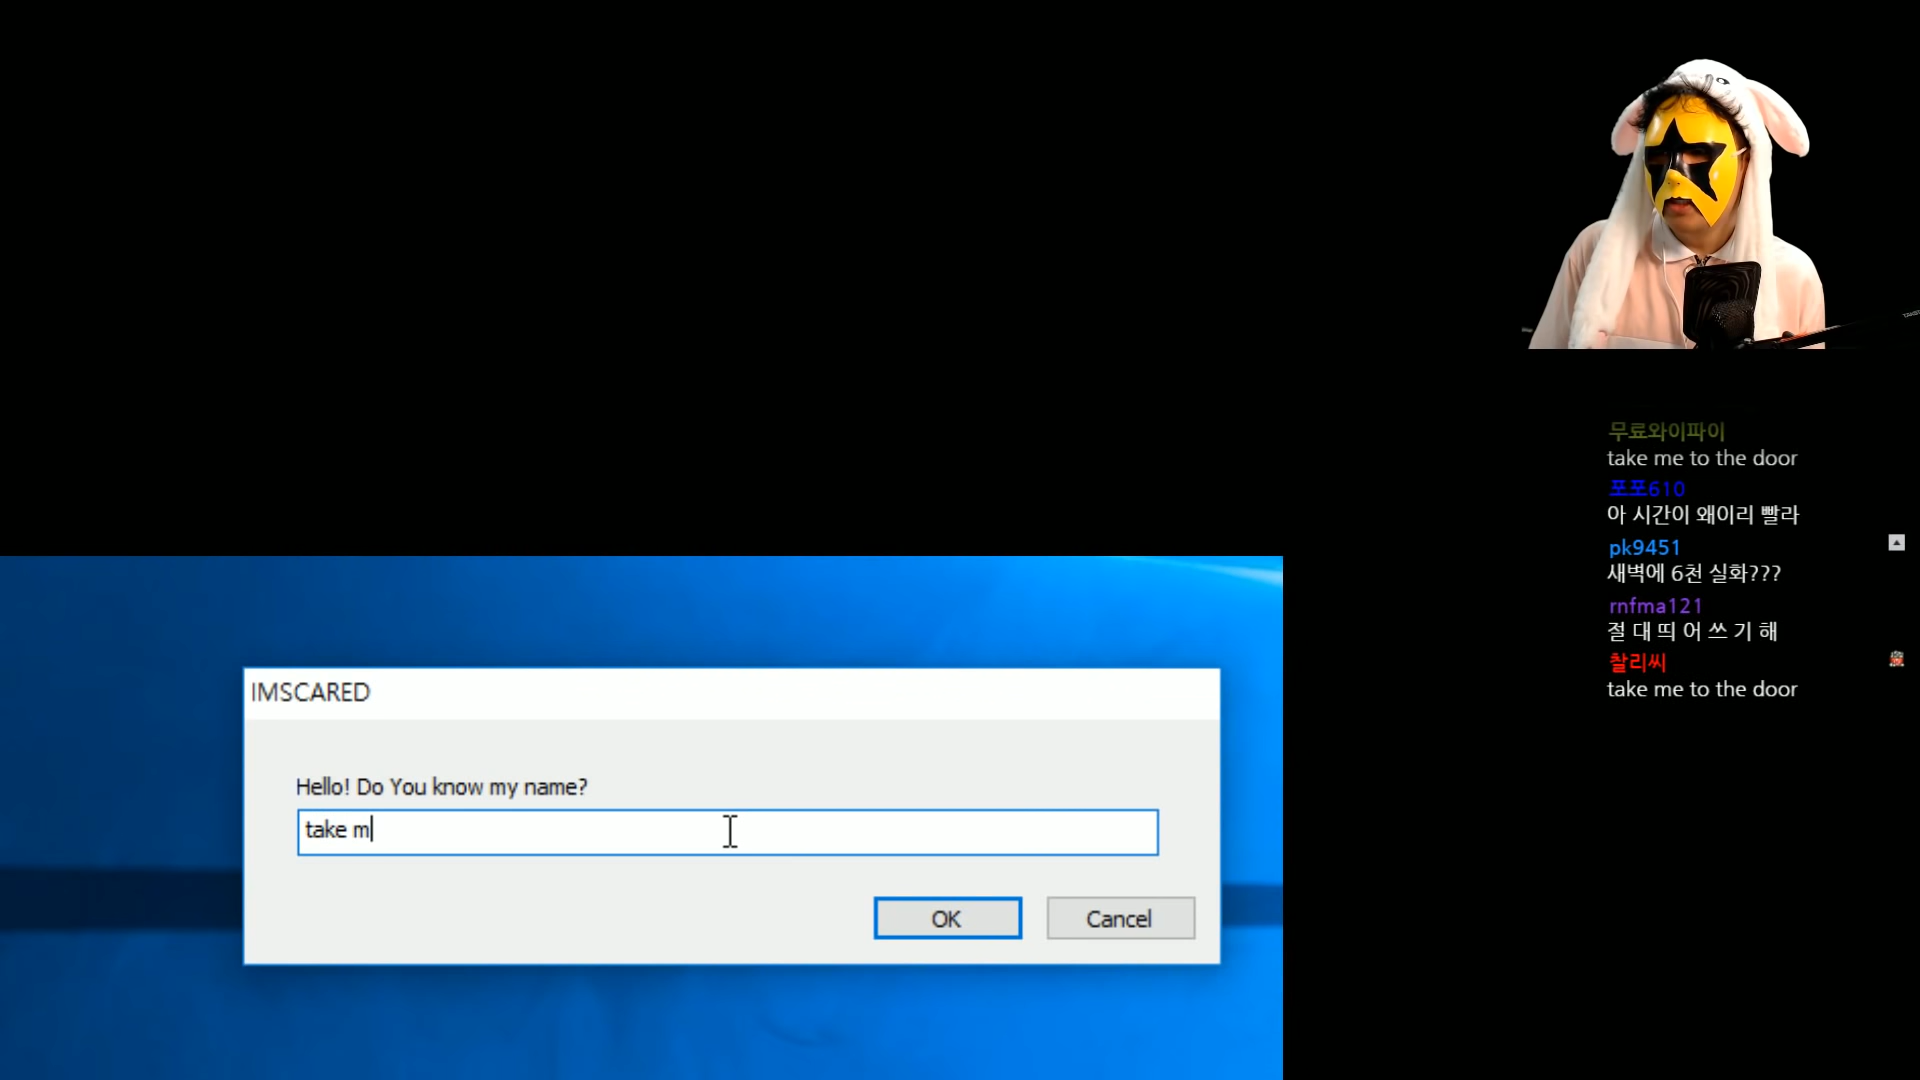 무료와이파이
take me to the door
포포610
아 시간이 왜이리 빨라
pk9451
새벽에 6천 실화???
rnfma121
절 대 띄 어 쓰 기 해
찰리씨
take me to the door
IMSCARED
Hello! Do You know my name?
take m
OK
Cancel